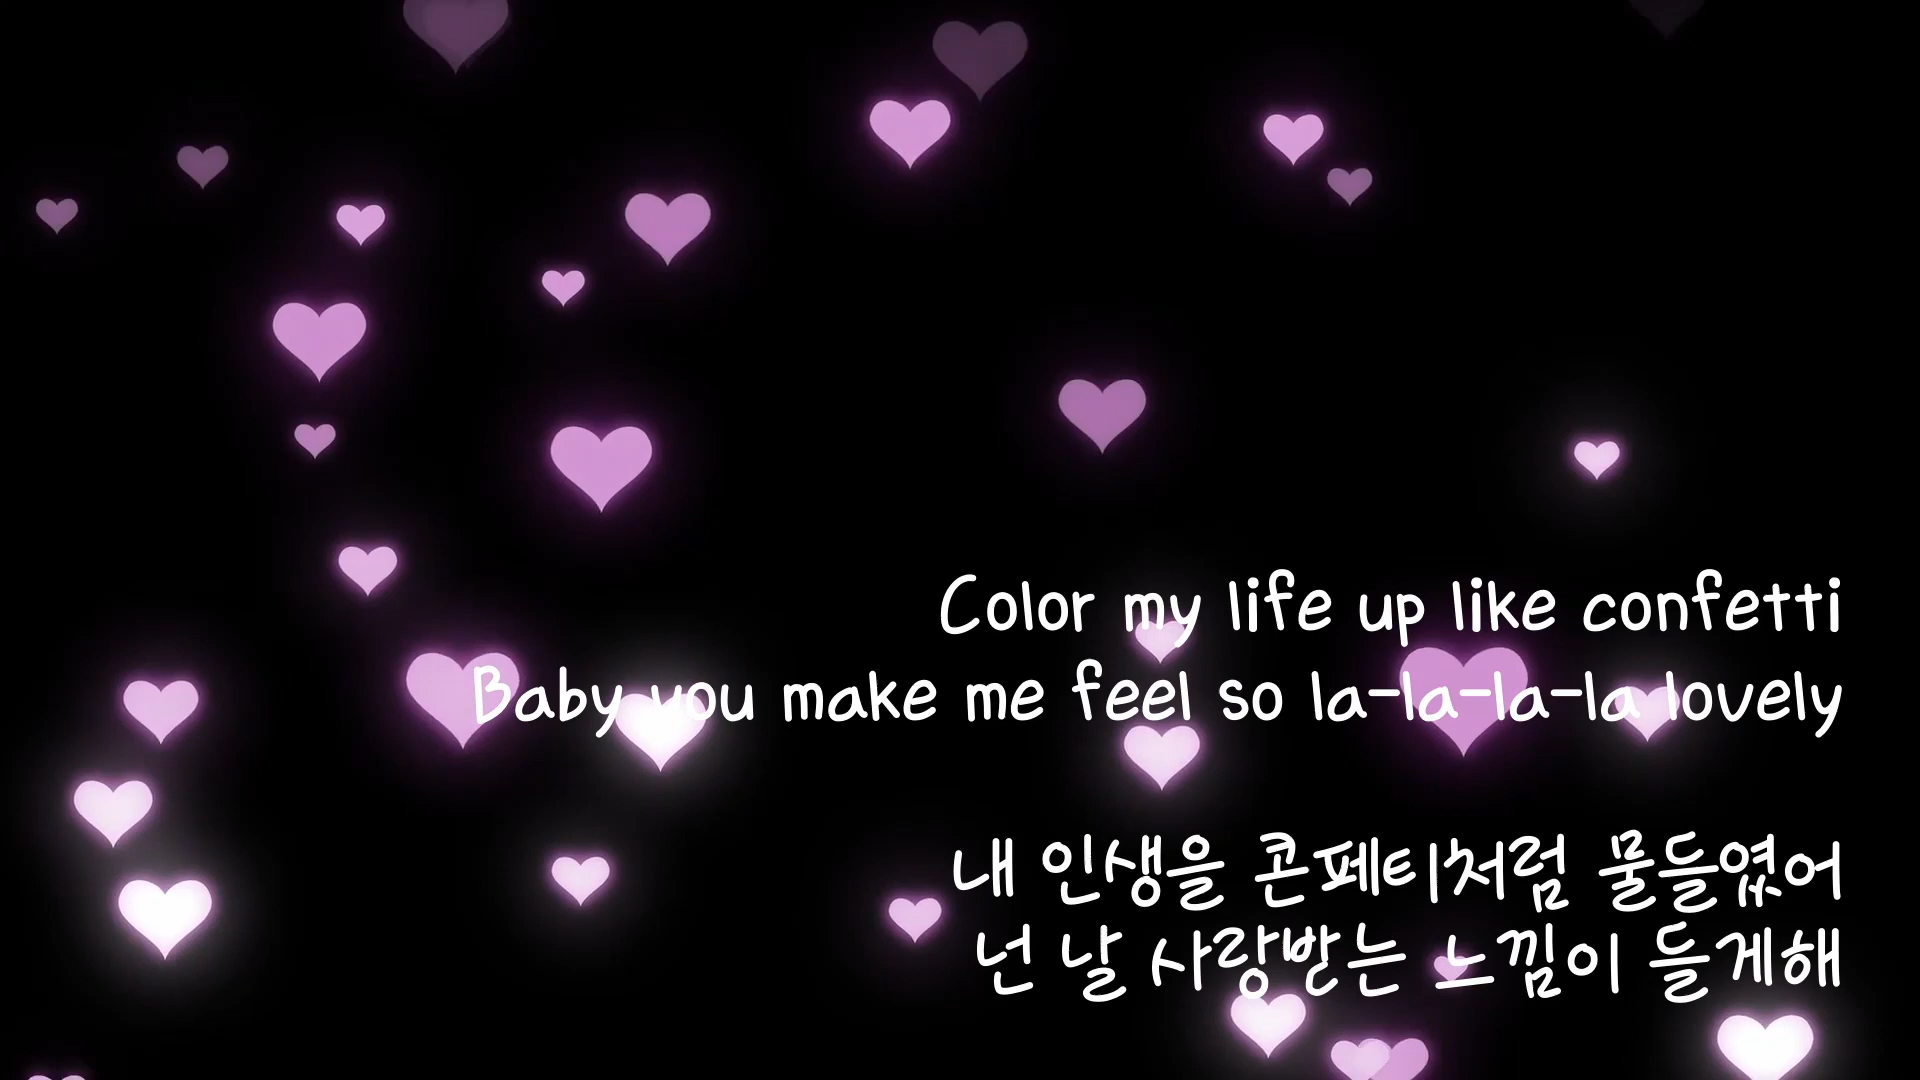 Color my life up like confetti
Baby you make me feel so la-la-la-la lovely
내 인생을 콘페티처럼 물들였어
넌 날 사랑받는 느낌이 들게해